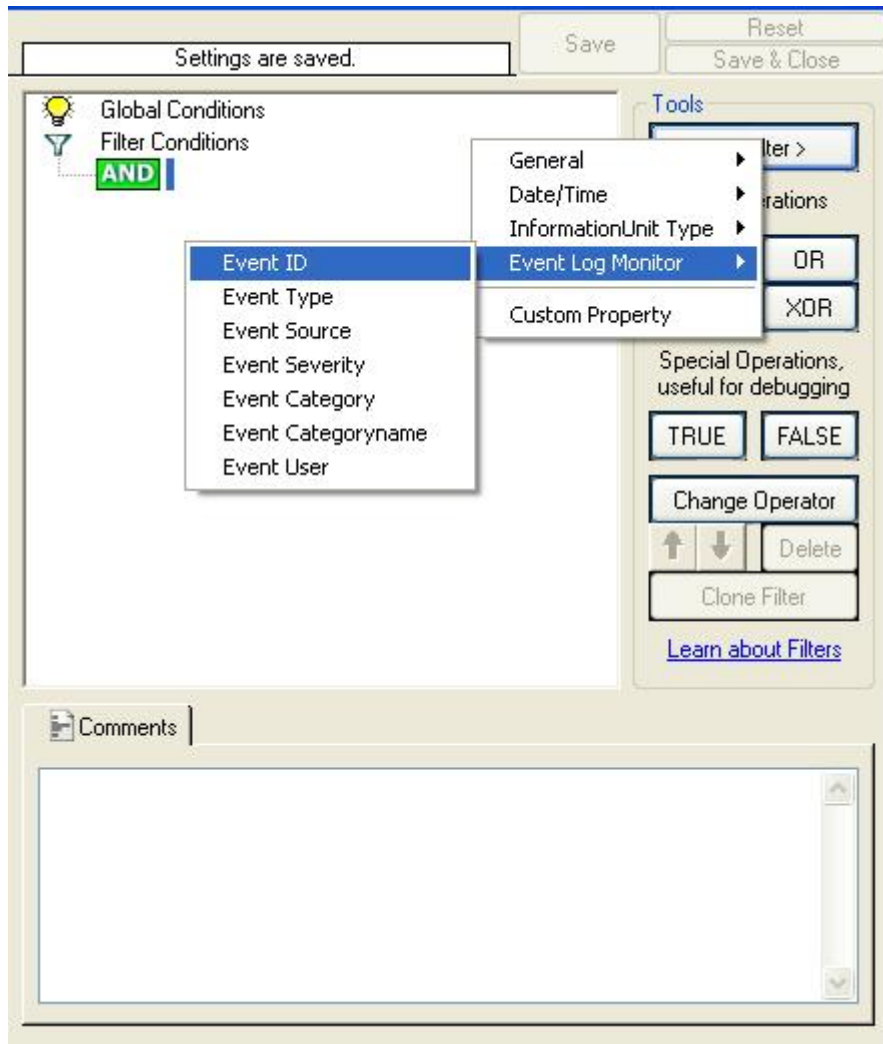 Settings are saved.
Save
Reset
Save & Close
Global Conditions
Filter Conditions
AND
Tools
General
Date/Time
InformationUnit Type
Event Log Monitor
Custom Property
Event ID
Event Type
Event Source
Event Severity
Event Category
Event Categoryname
Event User
OR
XOR
Special Operations,
useful for debugging
TRUE
FALSE
Change Operator
Delete
Clone Filter
Learn about Filters
Comments